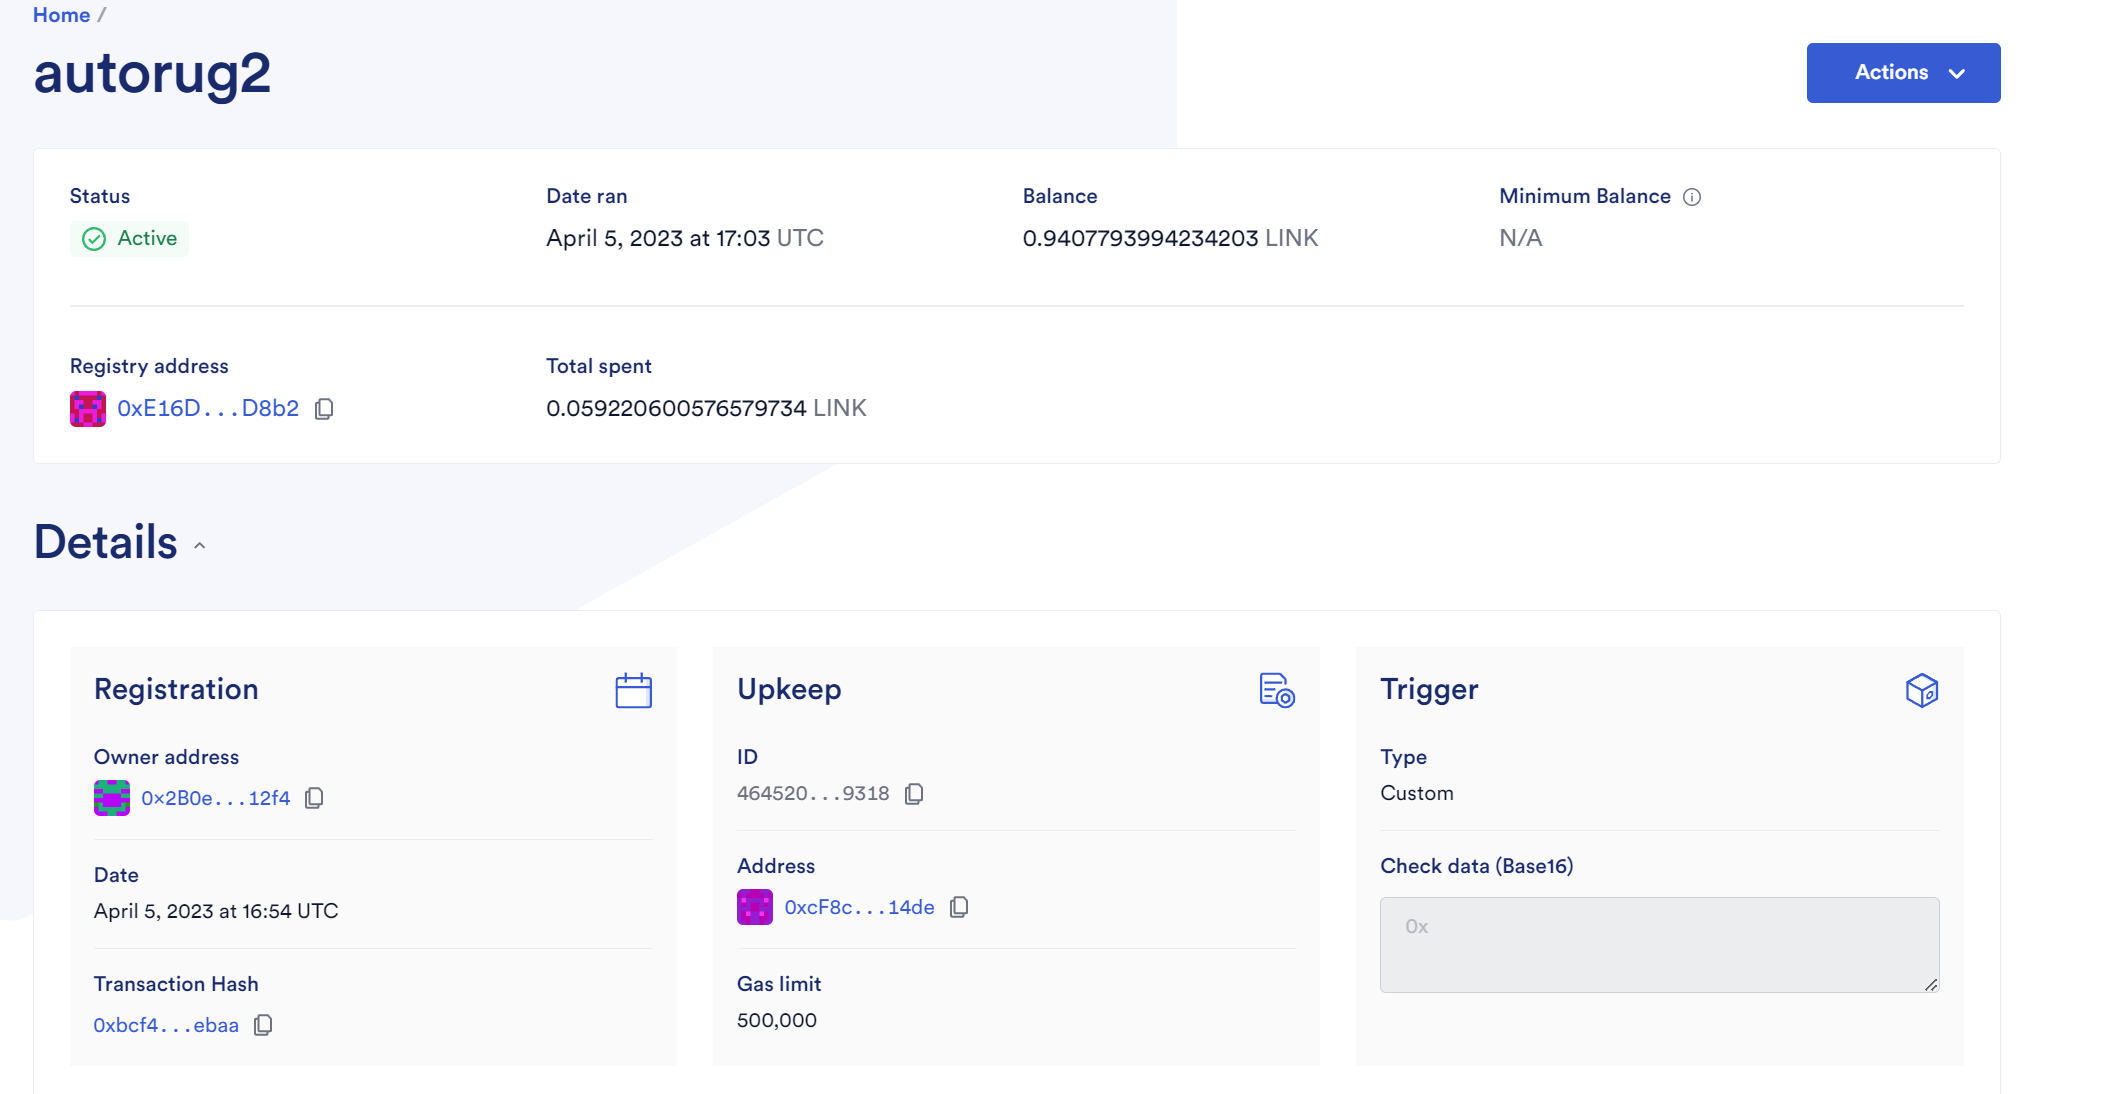 Home /
autorug2
Actions
Status
Active
Date ran
April 5, 2023 at 17:03 UTC
Balance
0.9407793994234203 LINK
Minimum Balance
N/A
Registry address
0xE16D...D8b2
Total spent
0.059220600576579734 LINK
Details
Registration
Owner address
0x2B0e...12f4
Date
April 5, 2023 at 16:54 UTC
Transaction Hash
0xbcf4...ebaa
Upkeep
ID
464520...9318
Address
0xcF8c...14de
Gas limit
500,000
Trigger
Type
Custom
Check data (Base16)
0x